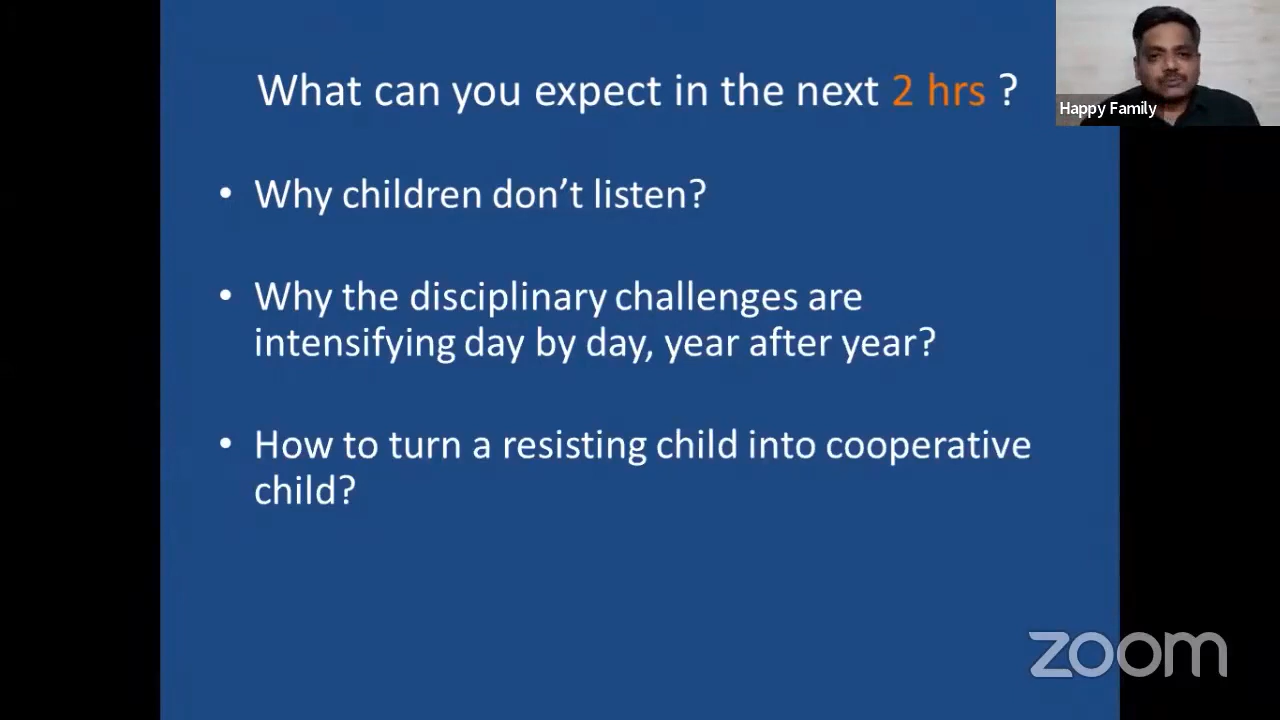 What can you expect in the next 2 hrs ?
Happy Family
• Why children don’t listen?
• Why the disciplinary challenges are
intensifying day by day, year after year?
• How to turn a resisting child into cooperative
child?
zoom